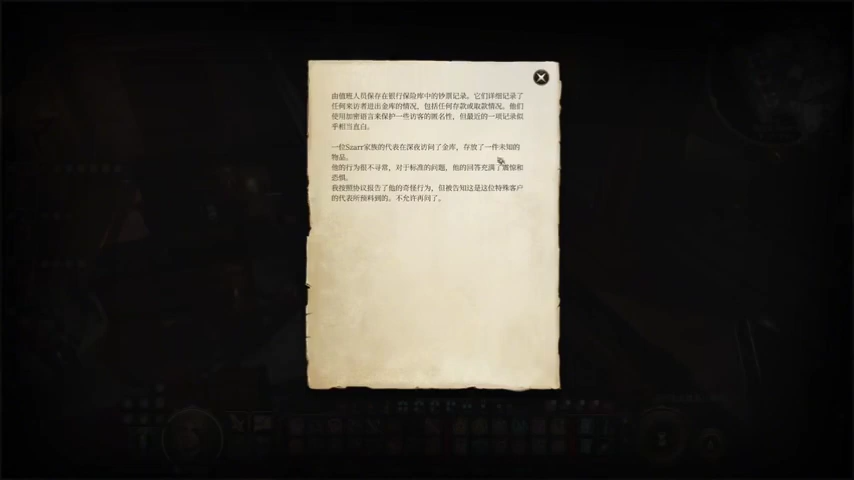 由值班人员保存在银行保险库中的钞票记录。它们详细记录了
任何来访者进出金库的情况，包括任何存款或取款情况。他们
使用加密语言来保护一些访客的匿名性，但最近的一项记录似
乎相当直白。
一位Szarr家族的代表在深夜访问了金库，存放了一件未知的
物品。
他的行为很不寻常，对于标准的问题，他的回答充满了震惊和
恐惧。
我按照协议报告了他的奇怪行为，但被告知这是这位特殊客户
的代表所预料到的。不允许再问了。